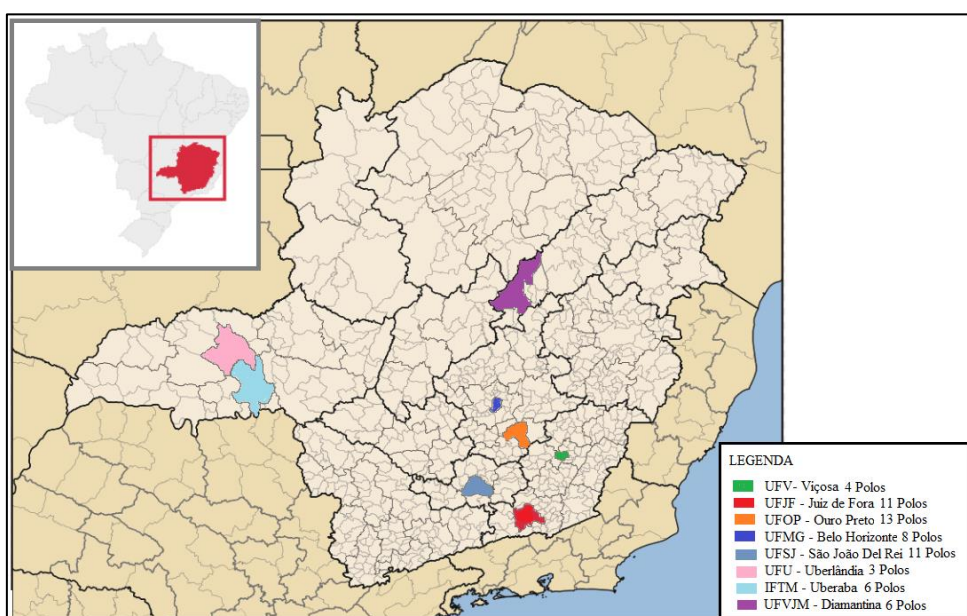 LEGENDA
UFV- Viçosa 4 Polos
UFJF - Juiz de Fora 11 Polos
UFOP - Ouro Preto 13 Polos
UFMG - Belo Horizonte 8 Polos
UFSJ - São João Del Rei 11 Polos
UFU - Uberlândia 3 Polos
IFTM - Uberaba 6 Polos
UFVJM - Diamantina 6 Polos